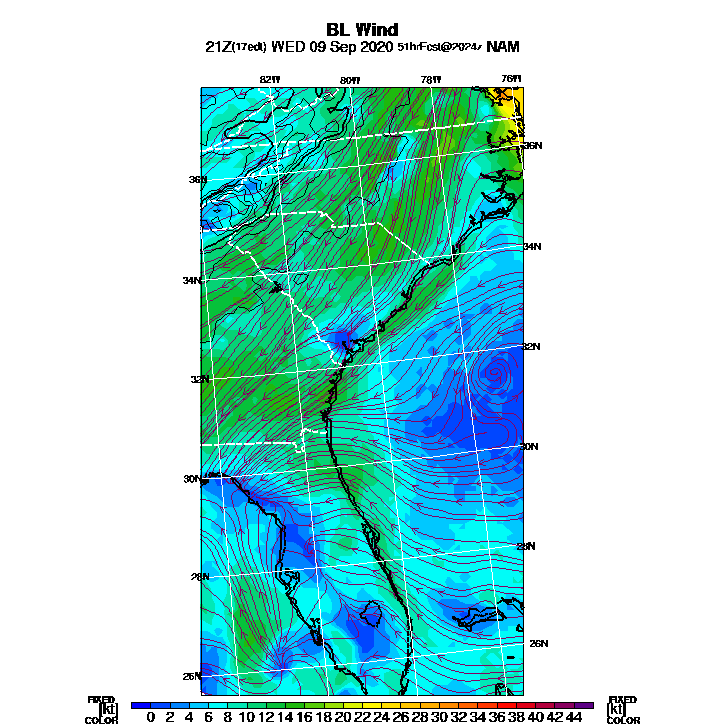 BL Wind
21Z(17edt) WED 09 Sep 2020 51hrFcst@2024z NAM
82W 80W 78W 76W
36N
36N
34N
34N
32N
32N
30N
30N
28N
28N
26N
26N
FIXED FIXED
[kt] 0 2 4 6 8 10 12 14 16 18 20 22 24 26 28 30 32 34 36 38 40 42 44 [kt]
COLOR COLOR